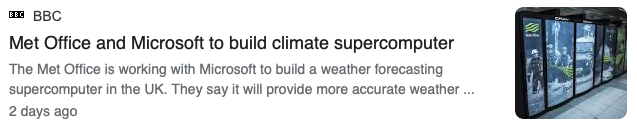 BBC BBC
Met Office and Microsoft to build climate supercomputer
The Met Office is working with Microsoft to build a weather forecasting
supercomputer in the UK. They say it will provide more accurate weather ...
2 days ago